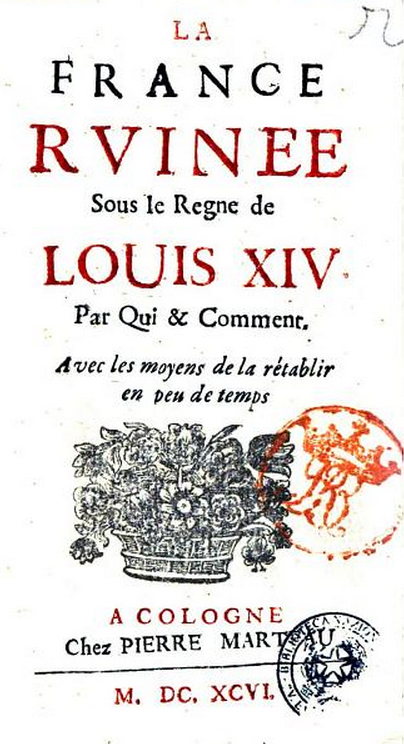 LA
FRANCE
RVINEE
Sous le Regne de
LOUIS XIV.
Par Qui & Comment.
Avec les moyens de la rétablir
en peu de temps
A COLOGNE
Chez PIERRE MARTEAU
M. DC. XCVI.